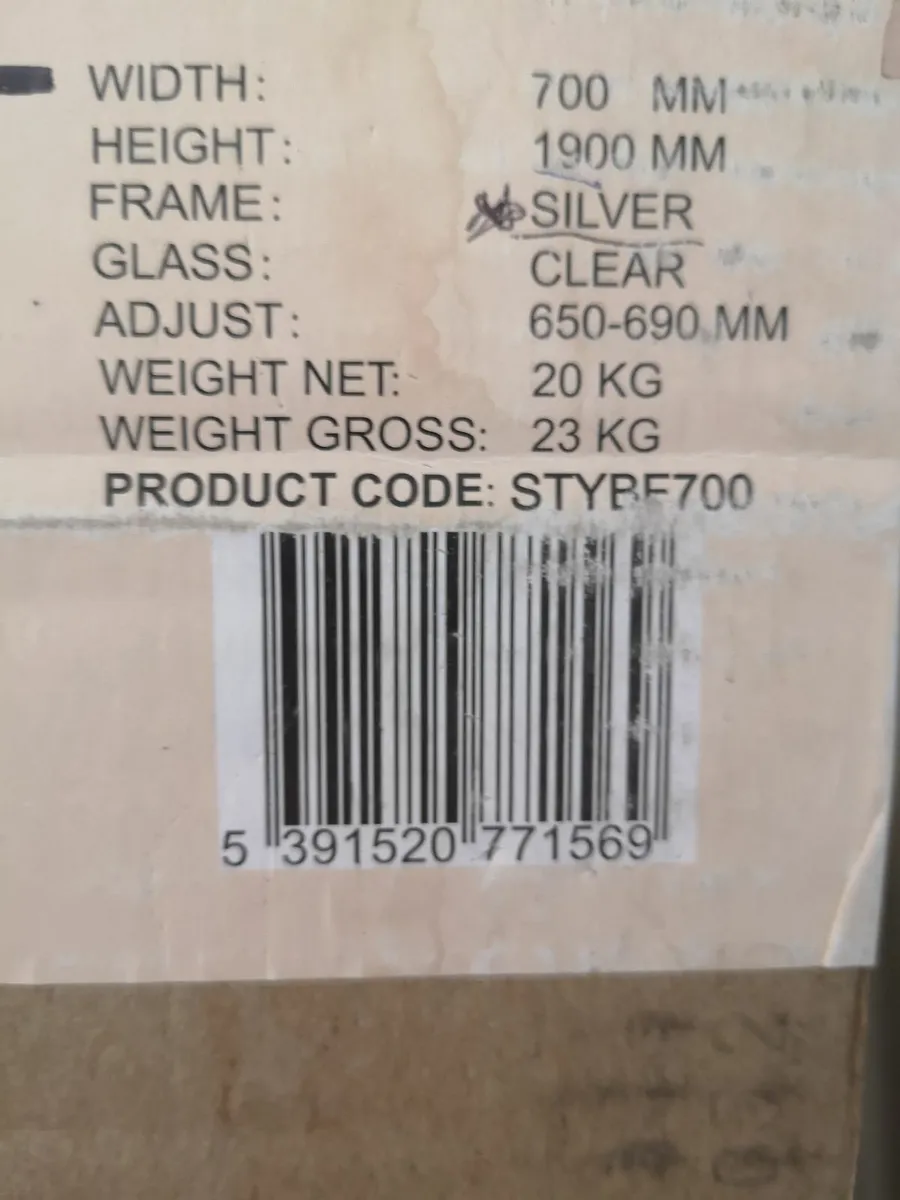 WIDTH: 700 MM
HEIGHT: 1900 MM
FRAME: SILVER
GLASS: CLEAR
ADJUST: 650-690 MM
WEIGHT NET: 20 KG
WEIGHT GROSS: 23 KG
PRODUCT CODE: STYBF700
5 391520 771569